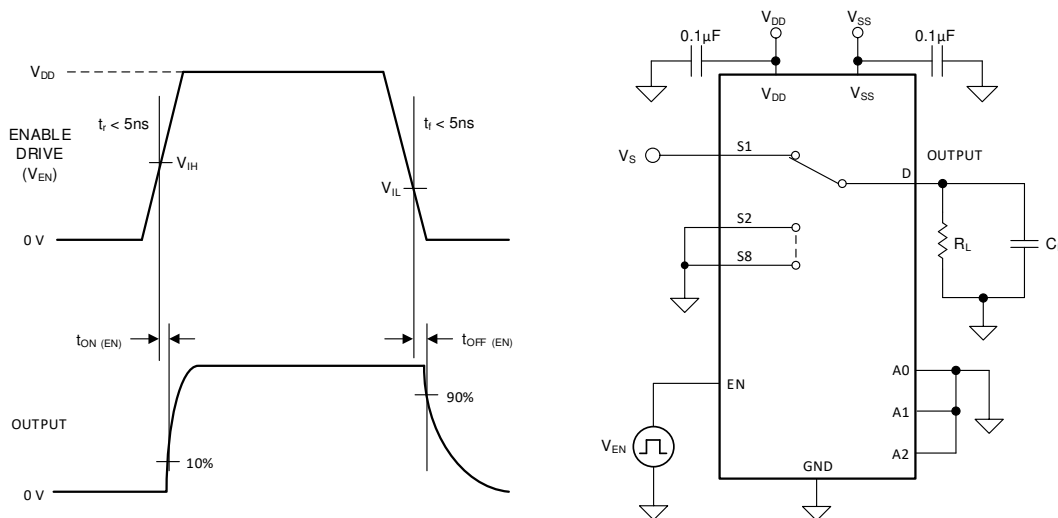 V_DD
t_r < 5ns
t_f < 5ns
ENABLE
DRIVE
(V_EN)
V_IH
V_IL
0 V
t_ON (EN)
t_OFF (EN)
90%
OUTPUT
10%
0 V
V_DD
V_SS
0.1µF
0.1µF
V_DD
V_SS
V_S
S1
OUTPUT
D
S2
R_L
C
S8
A0
EN
A1
V_EN
A2
GND